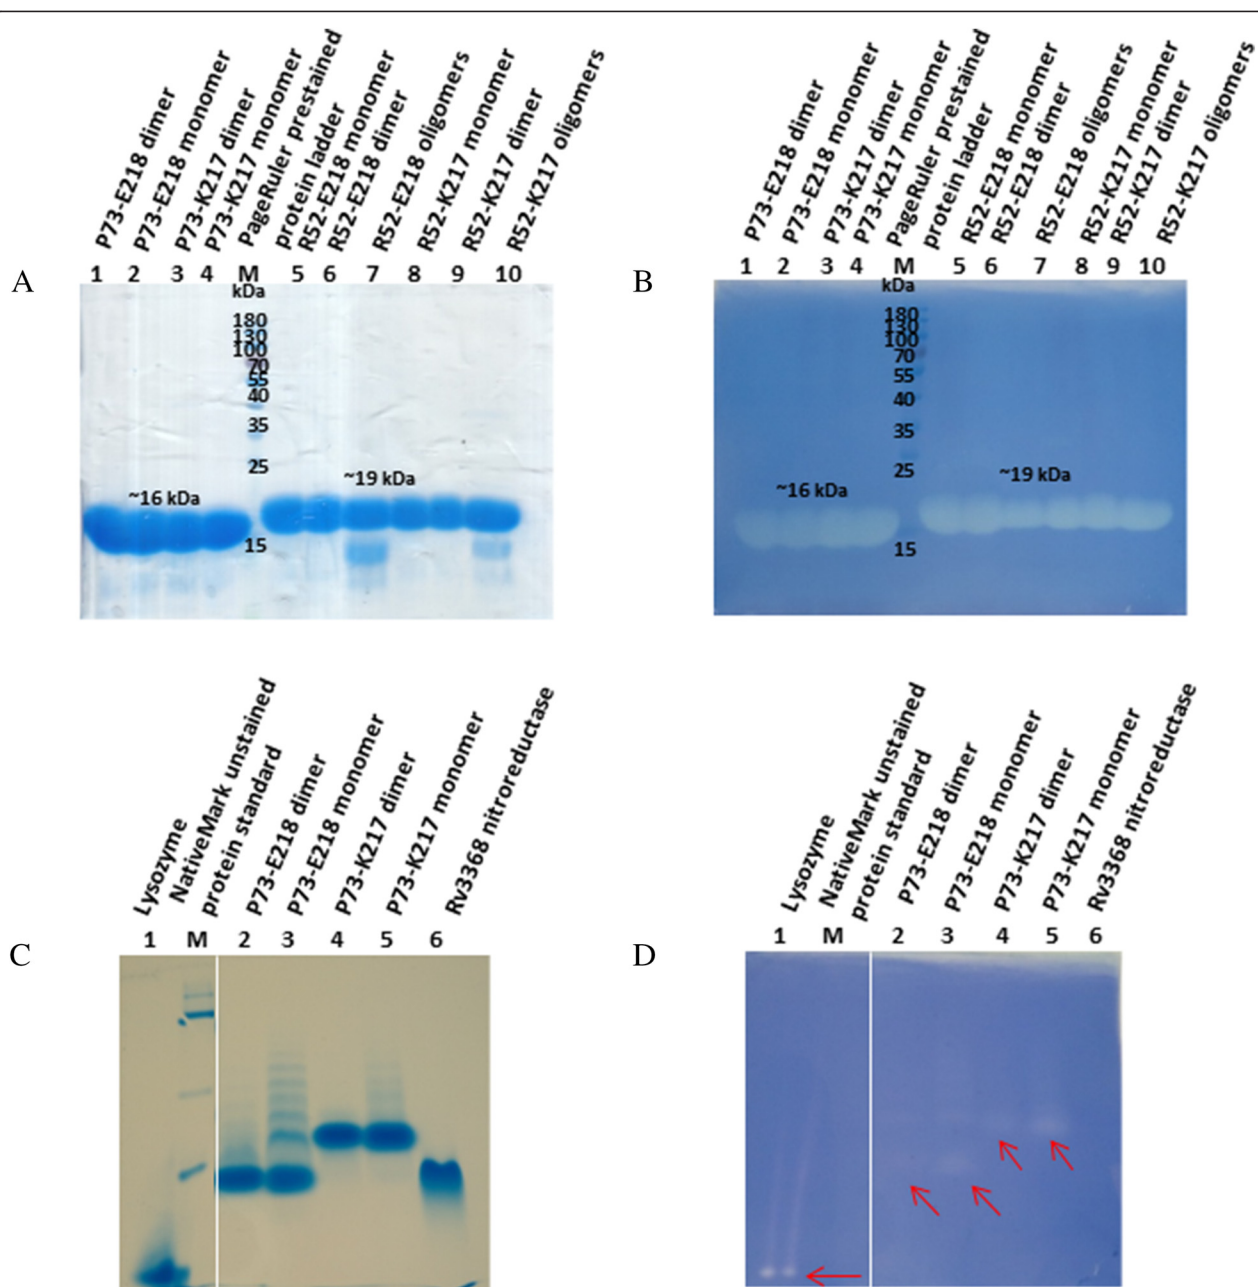 A
P73-E218 dimer
P73-E218 monomer
P73-K217 dimer
P73-K217 monomer
PageRuler prestained
protein ladder
R52-E218 monomer
R52-E218 dimer
R52-E218 oligomers
R52-K217 monomer
R52-K217 dimer
R52-K217 oligomers
1 2 3 4 M 5 6 7 8 9 10
kDa
180
130
100
70
55
40
35
25
15
~16 kDa
~19 kDa
B
P73-E218 dimer
P73-E218 monomer
P73-K217 dimer
P73-K217 monomer
PageRuler prestained
protein ladder
R52-E218 monomer
R52-E218 dimer
R52-E218 oligomers
R52-K217 monomer
R52-K217 dimer
R52-K217 oligomers
1 2 3 4 M 5 6 7 8 9 10
kDa
180
130
100
70
55
40
35
25
15
~16 kDa
~19 kDa
C
Lysozyme
NativeMark unstained
protein standard
P73-E218 dimer
P73-E218 monomer
P73-K217 dimer
P73-K217 monomer
Rv3368 nitroreductase
1 M 2 3 4 5 6
D
Lysozyme
NativeMark unstained
protein standard
P73-E218 dimer
P73-E218 monomer
P73-K217 dimer
P73-K217 monomer
Rv3368 nitroreductase
1 M 2 3 4 5 6